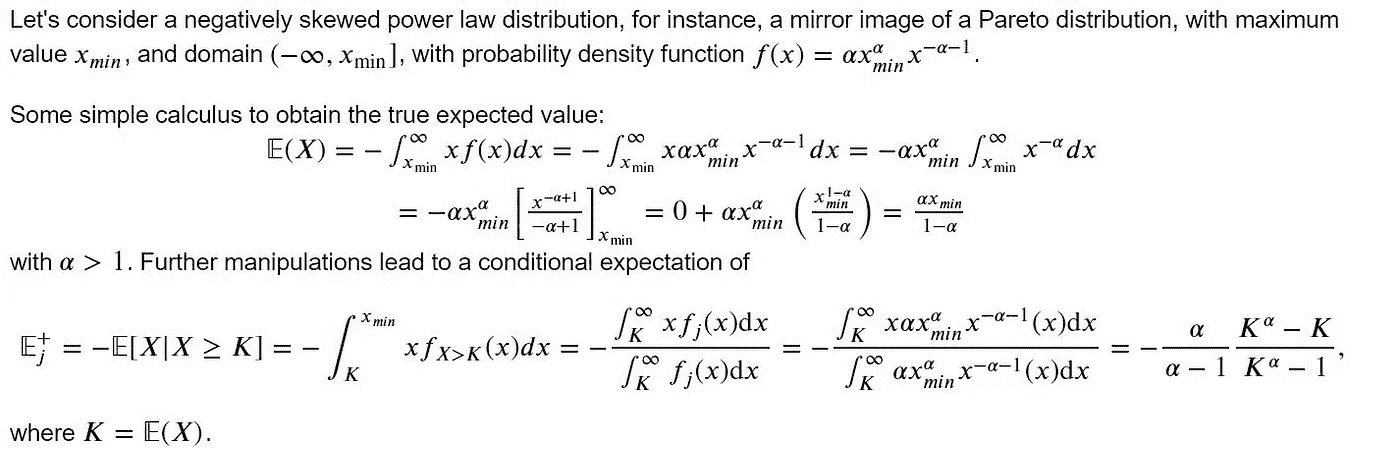 Let's consider a negatively skewed power law distribution, for instance, a mirror image of a Pareto distribution, with maximum
value $x_{min}$, and domain $(-\infty, x_{\min}]$, with probability density function $f(x) = \alpha x_{min}^{\alpha} x^{-\alpha-1}$.
Some simple calculus to obtain the true expected value:
$\mathbb{E}(X) = -\int_{x_{\min}}^{\infty} x f(x)dx = -\int_{x_{\min}}^{\infty} x\alpha x_{min}^{\alpha} x^{-\alpha-1} dx = -\alpha x_{min}^{\alpha} \int_{x_{\min}}^{\infty} x^{-\alpha} dx$
$= -\alpha x_{min}^{\alpha} \left[ \frac{x^{-\alpha+1}}{-\alpha+1} \right]_{x_{\min}}^{\infty} = 0 + \alpha x_{min}^{\alpha} \left( \frac{x_{min}^{1-\alpha}}{1-\alpha} \right) = \frac{\alpha x_{min}}{1-\alpha}$
with $\alpha > 1$. Further manipulations lead to a conditional expectation of
$\mathbb{E}_j^+ = -\mathbb{E}[X|X \geq K] = -\int_K^{x_{min}} x f_{X>K}(x)dx = -\frac{\int_K^{\infty} x f_j(x)\mathrm{d}x}{\int_K^{\infty} f_j(x)\mathrm{d}x} = -\frac{\int_K^{\infty} x\alpha x_{min}^{\alpha} x^{-\alpha-1}(x)\mathrm{d}x}{\int_K^{\infty} \alpha x_{min}^{\alpha} x^{-\alpha-1}(x)\mathrm{d}x} = -\frac{\alpha}{\alpha-1} \frac{K^{\alpha} - K}{K^{\alpha} - 1},$
where $K = \mathbb{E}(X)$.